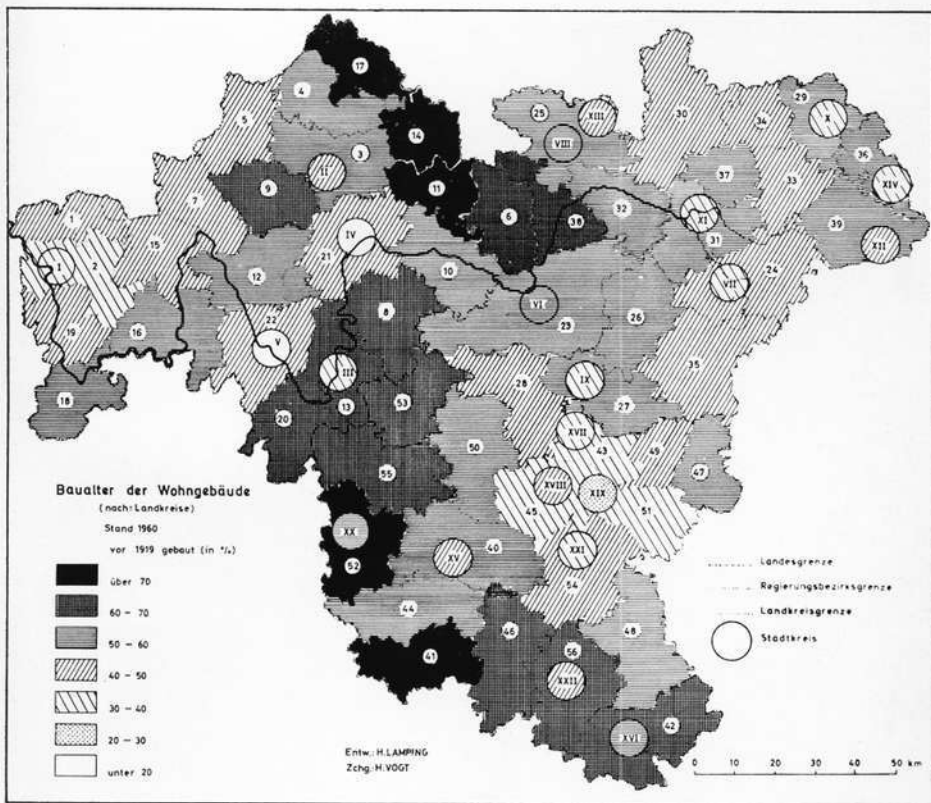 17
4
5
14
3
II
9
11
7
25
XIII
VIII
30
34
29
X
36
XIV
37
33
39
XII
6
38
32
XI
31
24
VII
1
I
2
15
19
18
16
12
22
V
21
IV
10
VI
23
26
35
8
III
13
53
20
55
28
IX
27
XVII
43
49
47
50
45
XVIII
XIX
51
XXI
54
XX
52
XV
40
44
41
46
56
48
XXII
XVI
42
Baualter der Wohngebäude
(nach: Landkreise)
Stand 1960
vor 1919 gebaut (in %)
über 70
60 – 70
50 – 60
40 – 50
30 – 40
20 – 30
unter 20
Landesgrenze
Regierungsbezirksgrenze
Landkreisgrenze
Stadtkreis
Entw.: H.LAMPING
Zchg.: H.VOGT
0 10 20 30 40 50 km